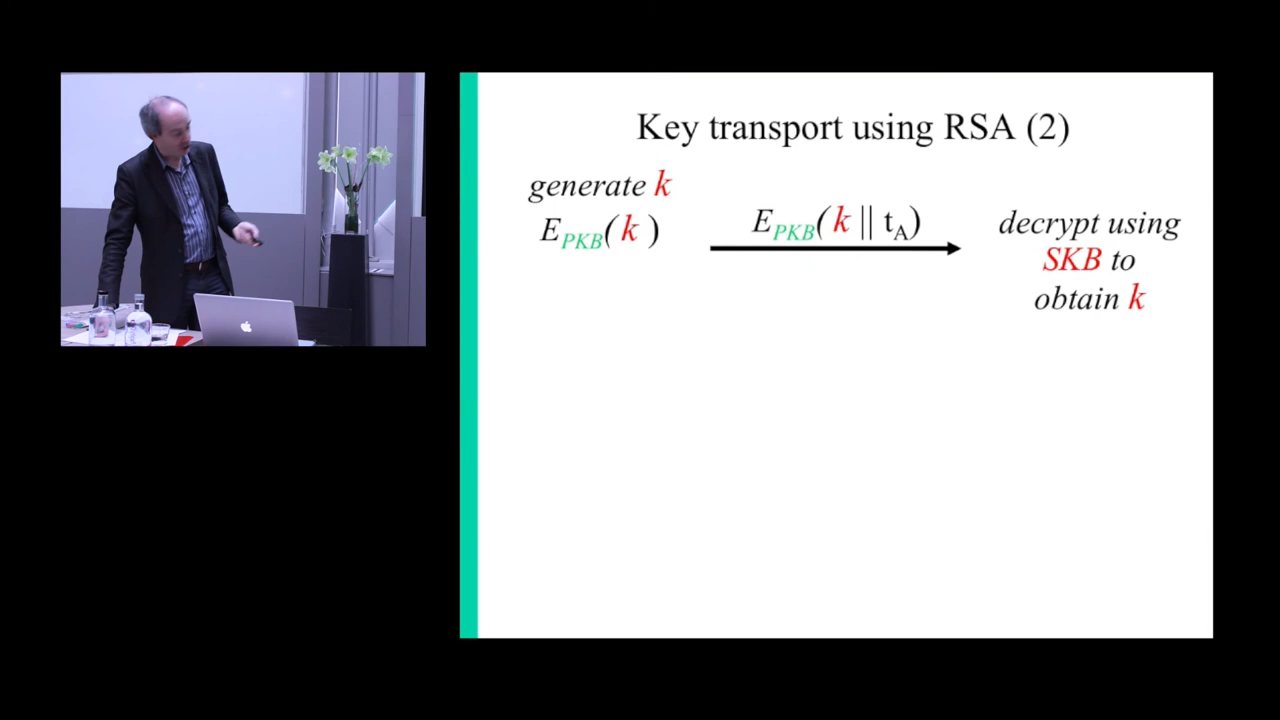 Key transport using RSA (2)
generate k
E_PKB(k )
E_PKB(k || t_A)
decrypt using
SKB to
obtain k